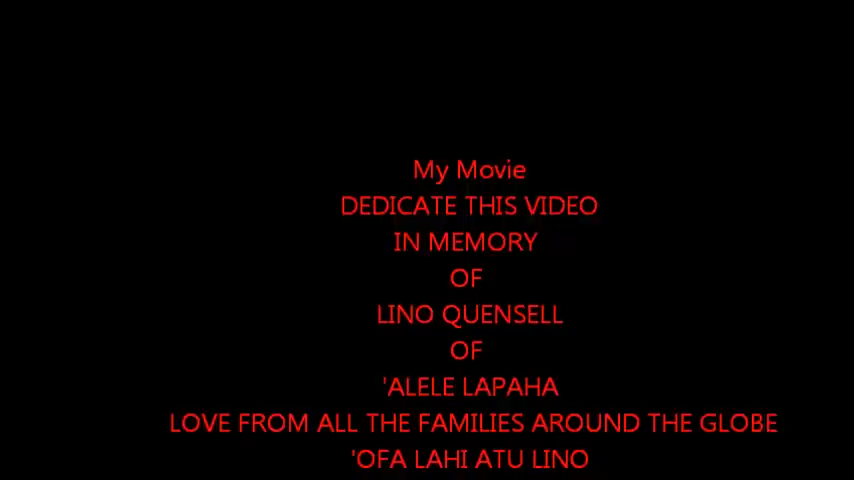 My Movie
DEDICATE THIS VIDEO
IN MEMORY
OF
LINO QUENSELL
OF
'ALELE LAPAHA
LOVE FROM ALL THE FAMILIES AROUND THE GLOBE
'OFA LAHI ATU LINO